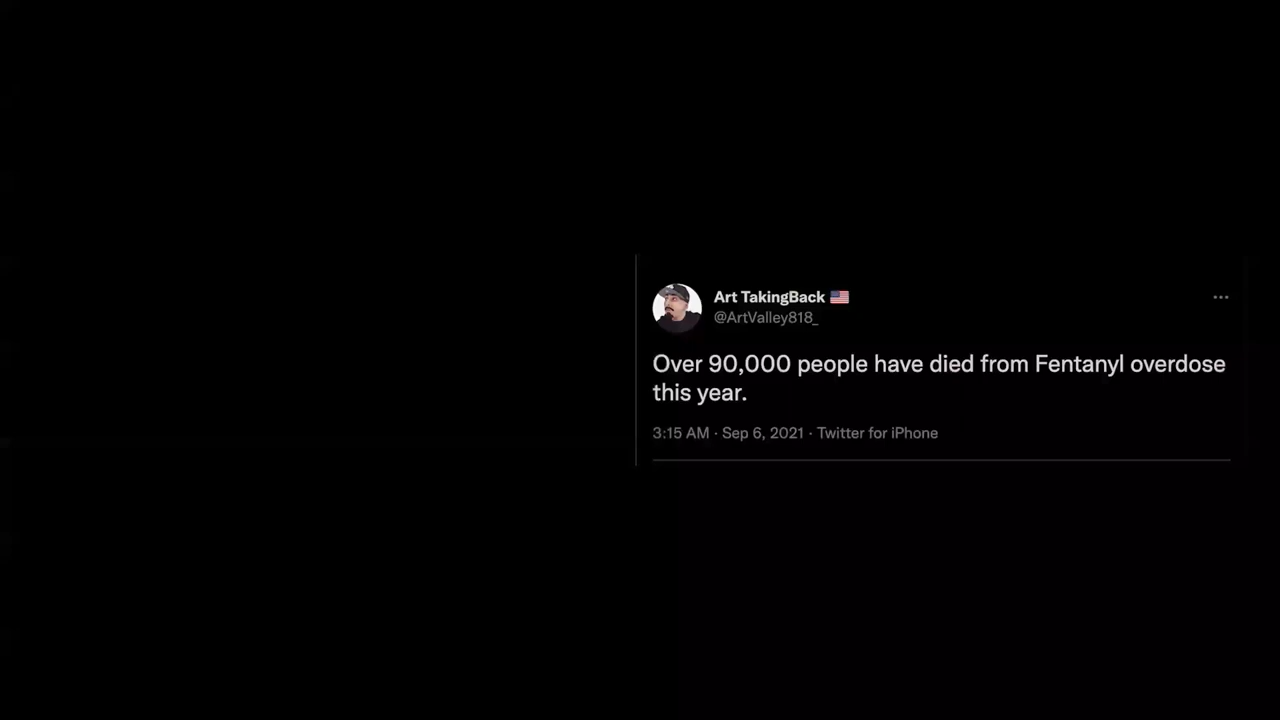 Art TakingBack 🇺🇸
@ArtValley818_
Over 90,000 people have died from Fentanyl overdose
this year.
3:15 AM · Sep 6, 2021 · Twitter for iPhone